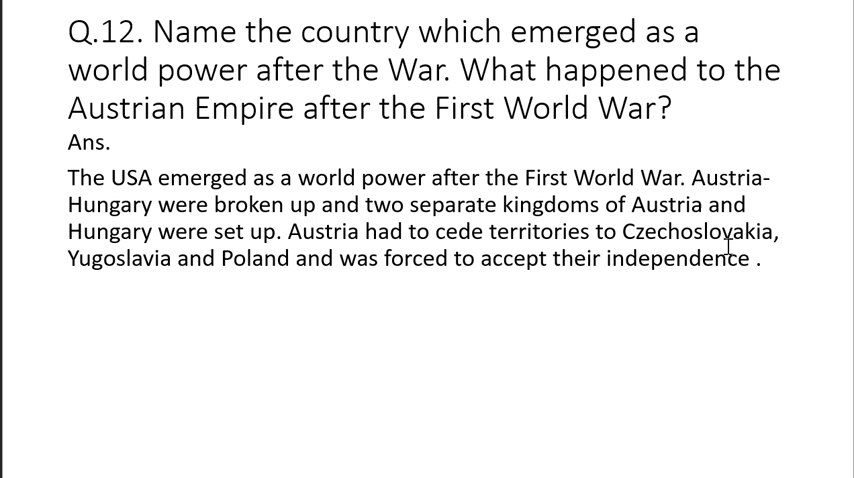 Q.12. Name the country which emerged as a
world power after the War. What happened to the
Austrian Empire after the First World War?
Ans.
The USA emerged as a world power after the First World War. Austria-
Hungary were broken up and two separate kingdoms of Austria and
Hungary were set up. Austria had to cede territories to Czechoslovakia,
Yugoslavia and Poland and was forced to accept their independence .